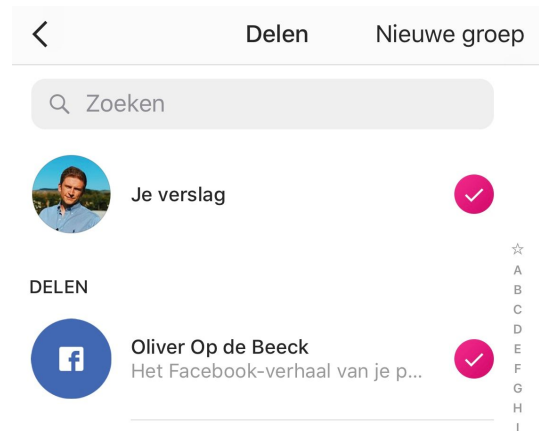 Delen Nieuwe groep
Zoeken
Je verslag
DELEN
Oliver Op de Beeck
Het Facebook-verhaal van je p...
☆
A
B
C
D
E
F
G
H
I